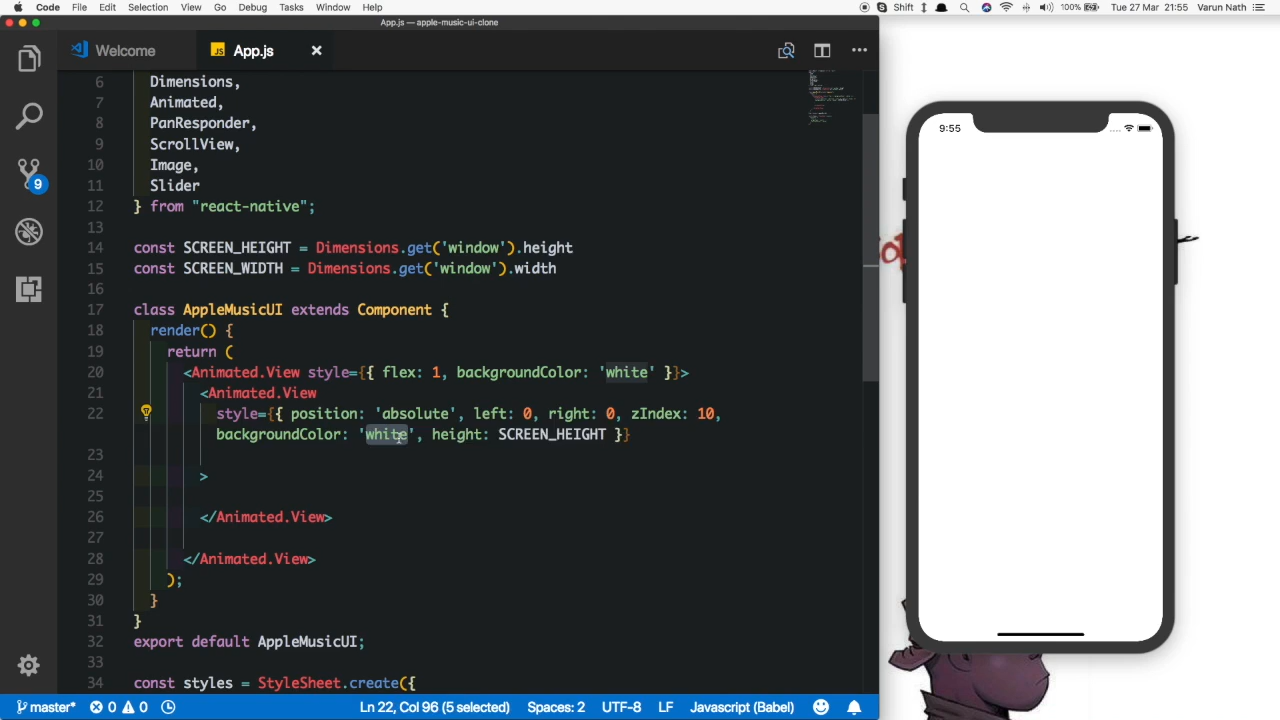 Code File Edit Selection View Go Debug Tasks Window Help Shift 100% Tue 27 Mar 21:55 Varun Nath
App.js — apple-music-ui-clone
Welcome
App.js
6 Dimensions,
7 Animated,
8 PanResponder,
9 ScrollView,
10 Image,
11 Slider
12 } from "react-native";
13
14 const SCREEN_HEIGHT = Dimensions.get('window').height
15 const SCREEN_WIDTH = Dimensions.get('window').width
16
17 class AppleMusicUI extends Component {
18 render() {
19 return (
20 <Animated.View style={{ flex: 1, backgroundColor: 'white' }}>
21 <Animated.View
22 style={{ position: 'absolute', left: 0, right: 0, zIndex: 10,
backgroundColor: 'white', height: SCREEN_HEIGHT }}
23
24 >
25
26 </Animated.View>
27
28 </Animated.View>
29 );
30 }
31 }
32 export default AppleMusicUI;
33
34 const styles = StyleSheet.create({
9
master* 0 0 Ln 22, Col 96 (5 selected) Spaces: 2 UTF-8 LF Javascript (Babel)
9:55